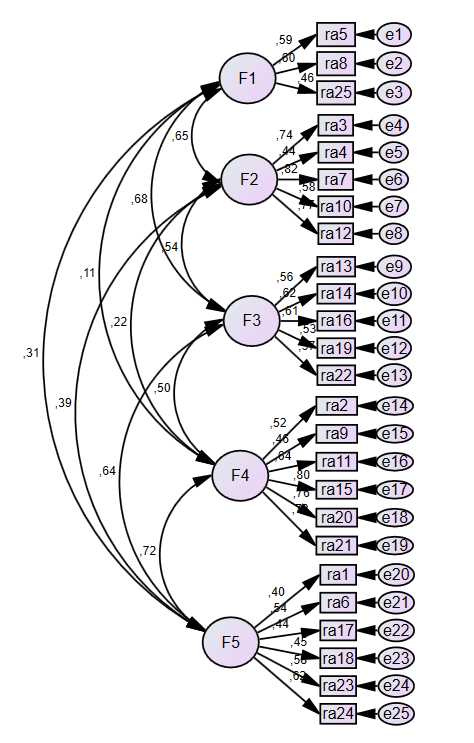 ,59 ra5 e1
,60 ra8 e2
F1
,46 ra25 e3
,65
,74 ra3 e4
,44 ra4 e5
F2
,82 ra7 e6
,58 ra10 e7
ra12 e8
,68
,54
,56 ra13 e9
,62 ra14 e10
,11
F3
,61 ra16 e11
,22
,53 ra19 e12
,31
ra22 e13
,50
,39
,52 ra2 e14
,46 ra9 e15
,64
F4
ra11 e16
,64 ra15 e17
,80
,76 ra20 e18
ra21 e19
,72
,40 ra1 e20
,54 ra6 e21
,44 ra17 e22
F5
,45 ra18 e23
ra23 e24
ra24 e25